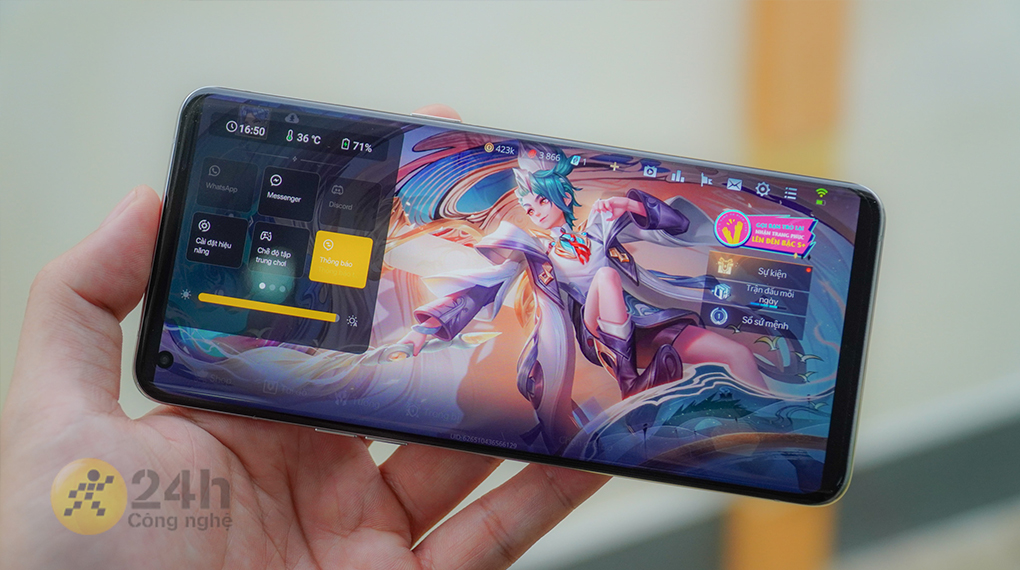 16:50
36 °C
71%
423k
3 866
1
WhatsApp
Messenger
Discord
Cài đặt hiệu
năng
Chế độ tập
trung chơi
Thông báo
GỌI BẠN TRỞ LẠI
NHẬN TRANG PHỤC
LÊN ĐẾN BẬC S+
Sự kiện
Trận đấu mỗi
ngày
Sổ sứ mệnh
24h
Công nghệ